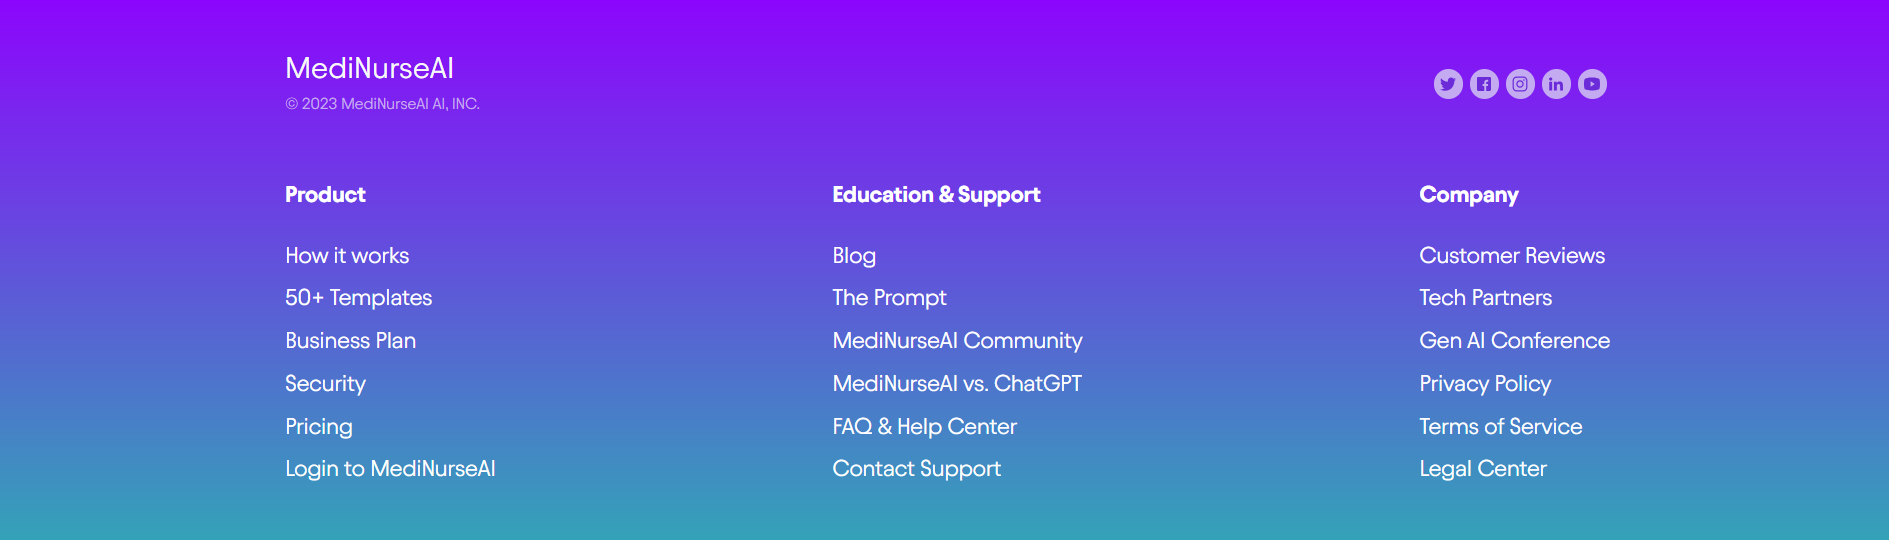 MediNurseAI
© 2023 MediNurseAI AI, INC.
Product
How it works
50+ Templates
Business Plan
Security
Pricing
Login to MediNurseAI
Education & Support
Blog
The Prompt
MediNurseAI Community
MediNurseAI vs. ChatGPT
FAQ & Help Center
Contact Support
Company
Customer Reviews
Tech Partners
Gen AI Conference
Privacy Policy
Terms of Service
Legal Center